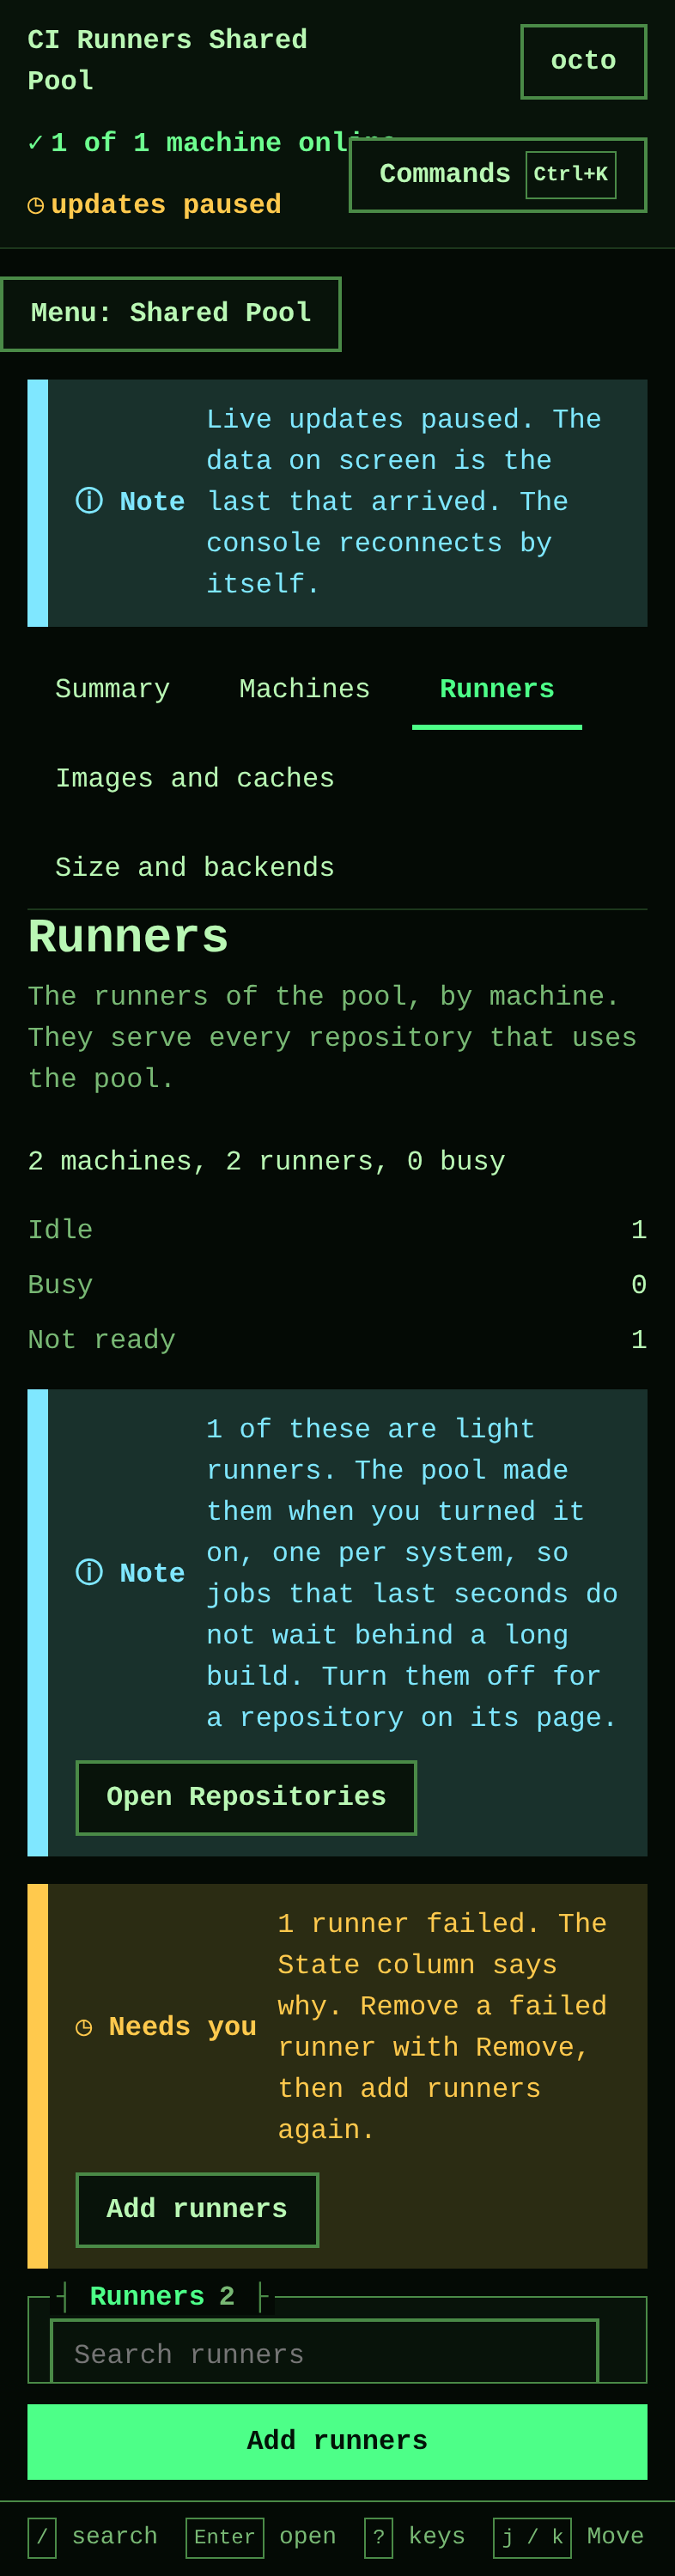 CI Runners Shared
Pool
octo
✓ 1 of 1 machine online
Commands Ctrl+K
◷ updates paused
Menu: Shared Pool
ⓘ Note
Live updates paused. The
data on screen is the
last that arrived. The
console reconnects by
itself.
Summary Machines Runners
Images and caches
Size and backends
Runners
The runners of the pool, by machine.
They serve every repository that uses
the pool.
2 machines, 2 runners, 0 busy
Idle 1
Busy 0
Not ready 1
ⓘ Note
1 of these are light
runners. The pool made
them when you turned it
on, one per system, so
jobs that last seconds do
not wait behind a long
build. Turn them off for
a repository on its page.
Open Repositories
◷ Needs you
1 runner failed. The
State column says
why. Remove a failed
runner with Remove,
then add runners
again.
Add runners
Runners 2
Search runners
Add runners
/ search Enter open ? keys j / k Move